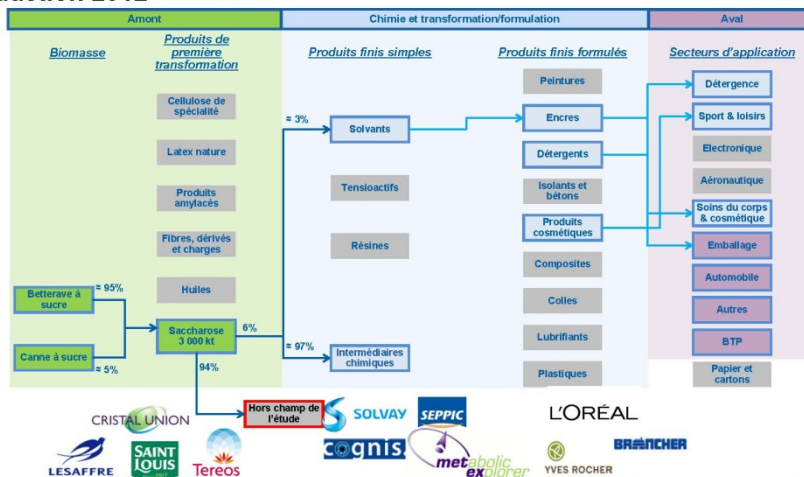 Amont
Chimie et transformation/formulation
Aval
Biomasse
Produits de
première
transformation
Produits finis simples
Produits finis formulés
Secteurs d'application
Cellulose de
spécialité
Latex nature
Produits
amylacés
Fibres, dérivés
et charges
Huiles
Betterave à
sucre
≈ 95%
Canne à sucre
≈ 5%
Saccharose
3 000 kt
6%
94%
≈ 3%
≈ 97%
Solvants
Tensioactifs
Résines
Intermédiaires
chimiques
Peintures
Encres
Détergents
Isolants et
bétons
Produits
cosmétiques
Composites
Colles
Lubrifiants
Plastiques
Détergence
Sport & loisirs
Electronique
Aéronautique
Soins du corps
& cosmétique
Emballage
Automobile
Autres
BTP
Papier et
cartons
Hors champ de
l'étude
CRISTAL UNION
LESAFFRE
SAINT
LOUIS
Tereos
SOLVAY
SEPPIC
cognis
metabolic
explorer
L'ORÉAL
YVES ROCHER
BRÄNCHER